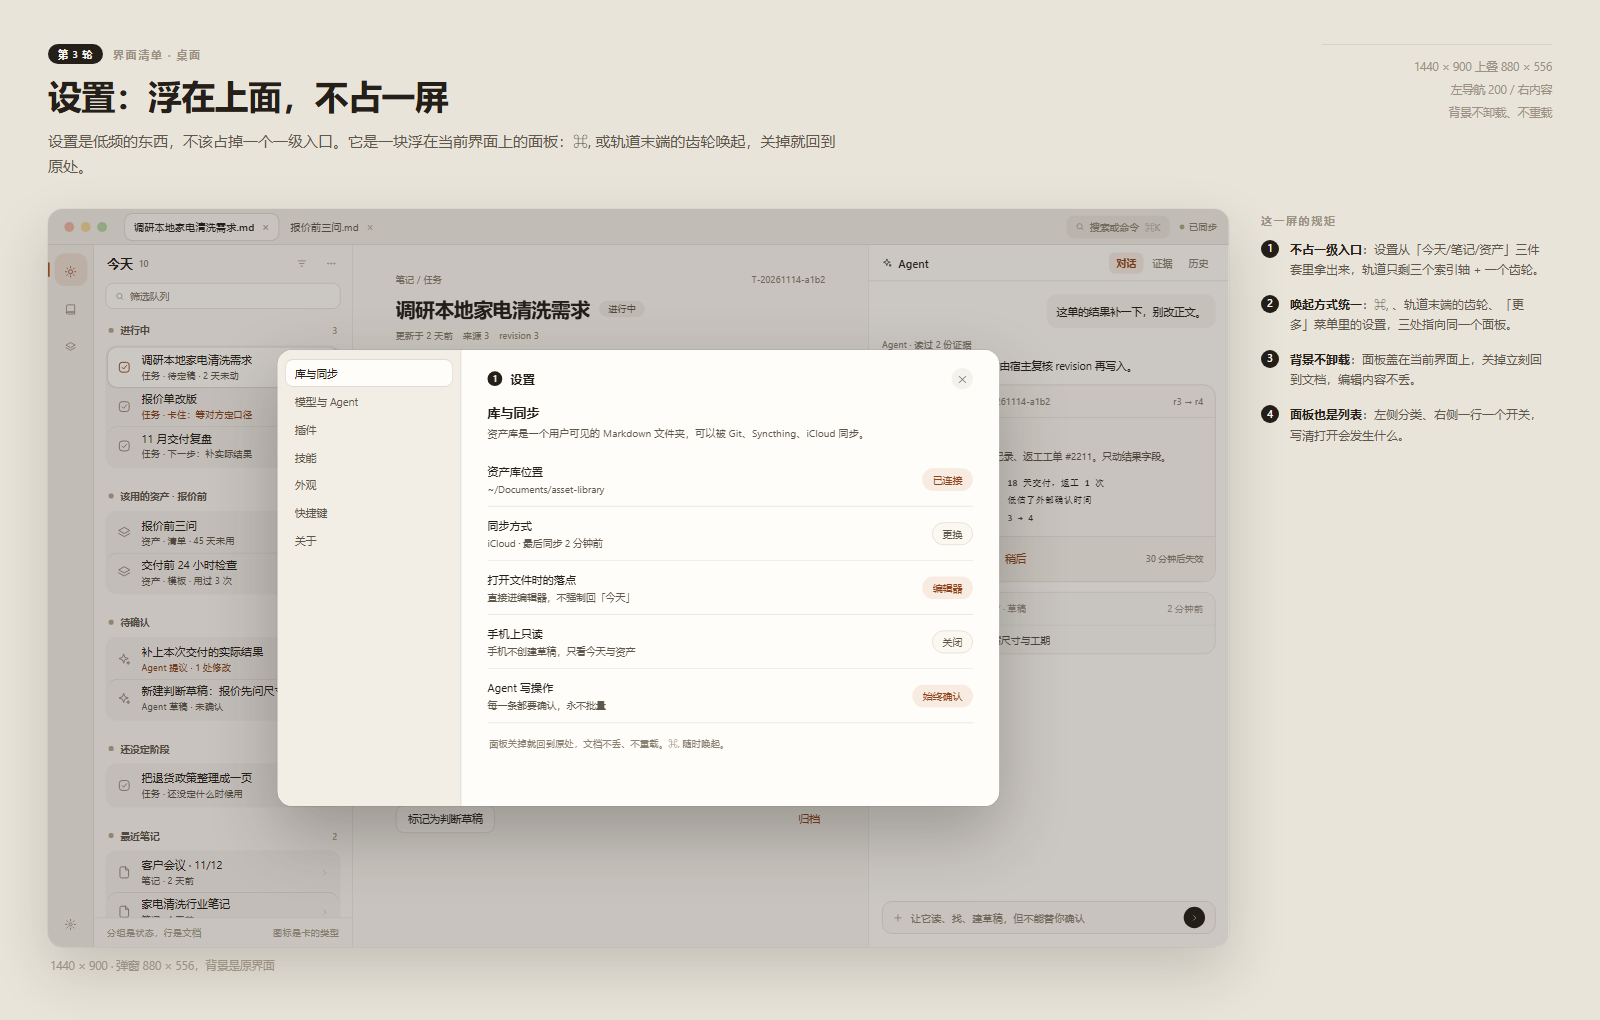 第 3 轮
界面清单 · 桌面
设置：浮在上面，不占一屏
设置是低频的东西，不该占掉一个一级入口。它是一块浮在当前界面上的面板：⌘, 或轨道末端的齿轮唤起，关掉就回到
原处。
1440 × 900 上叠 880 × 556
左导航 200 / 右内容
背景不卸载、不重载
调研本地家电清洗需求.md ×
报价前三问.md ×
搜索或命令 ⌘K
已同步
今天 10
筛选队列
进行中 3
调研本地家电清洗需求
任务 · 待定稿 · 2 天未动
报价单改版
任务 · 卡住：等对方定口径
11 月交付复盘
任务 · 下一步：补实际结果
该用的资产 · 报价前
报价前三问
资产 · 清单 · 45 天未用
交付前 24 小时检查
资产 · 模板 · 用过 3 次
待确认
补上本次交付的实际结果
Agent 提议 · 1 处修改
新建判断草稿：报价先问尺
Agent 草稿 · 未确认
还没定阶段
把退货政策整理成一页
任务 · 还没定什么时候用
最近笔记 2
客户会议 · 11/12
笔记 · 2 天前
家电清洗行业笔记
分组是状态，行是文档
图标是卡的类型
笔记 / 任务
T-20261114-a1b2
调研本地家电清洗需求 进行中
更新于 2 天前 来源 3 revision 3
标记为判断草稿
归档
库与同步
模型与 Agent
插件
技能
外观
快捷键
关于
1 设置
库与同步
资产库是一个用户可见的 Markdown 文件夹，可以被 Git、Syncthing、iCloud 同步。
资产库位置
~/Documents/asset-library
已连接
同步方式
iCloud · 最后同步 2 分钟前
更换
打开文件时的落点
直接进编辑器，不强制回「今天」
编辑器
手机上只读
手机不创建草稿，只看今天与资产
关闭
Agent 写操作
每一条都要确认，永不批量
始终确认
面板关掉就回到原处，文档不丢、不重载。⌘, 随时唤起。
Agent
对话 证据 历史
这单的结果补一下，别改正文。
Agent · 读过 2 份证据
由宿主复核 revision 再写入。
261114-a1b2
r3 → r4
记录、返工工单 #2211。只动结果字段。
18 天交付，返工 1 次
低估了外部确认时间
3 → 4
稍后
30 分钟后失效
· 草稿
2 分钟前
尺寸与工期
让它读、找、建草稿，但不能替你确认
这一屏的规矩
1 不占一级入口：设置从「今天/笔记/资产」三件
套里拿出来，轨道只剩三个索引轴 + 一个齿轮。
2 唤起方式统一：⌘, 、轨道末端的齿轮、「更
多」菜单里的设置，三处指向同一个面板。
3 背景不卸载：面板盖在当前界面上，关掉立刻回
到文档，编辑内容不丢。
4 面板也是列表：左侧分类、右侧一行一个开关，
写清打开会发生什么。
1440 × 900 · 弹窗 880 × 556，背景是原界面